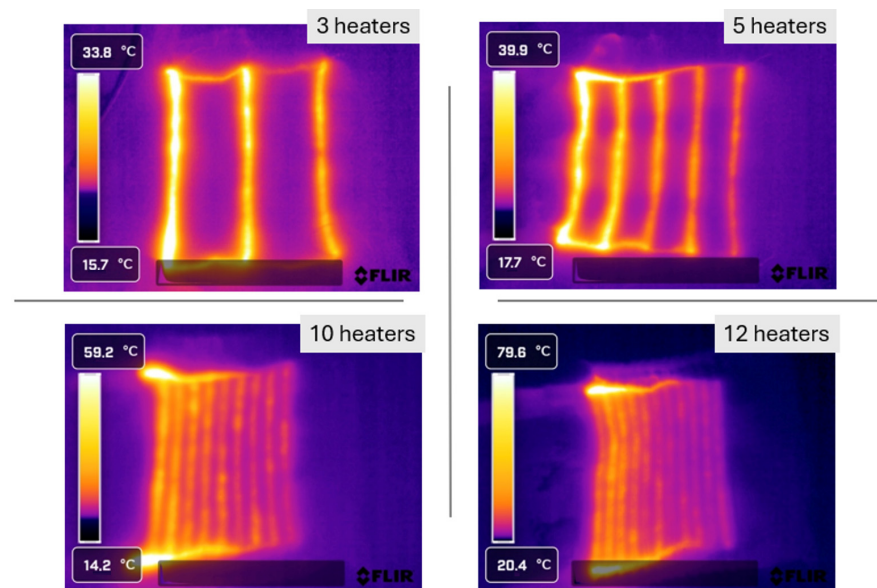 3 heaters
33.8 °C
15.7 °C
FLIR
5 heaters
39.9 °C
17.7 °C
FLIR
10 heaters
59.2 °C
14.2 °C
FLIR
12 heaters
79.6 °C
20.4 °C
FLIR